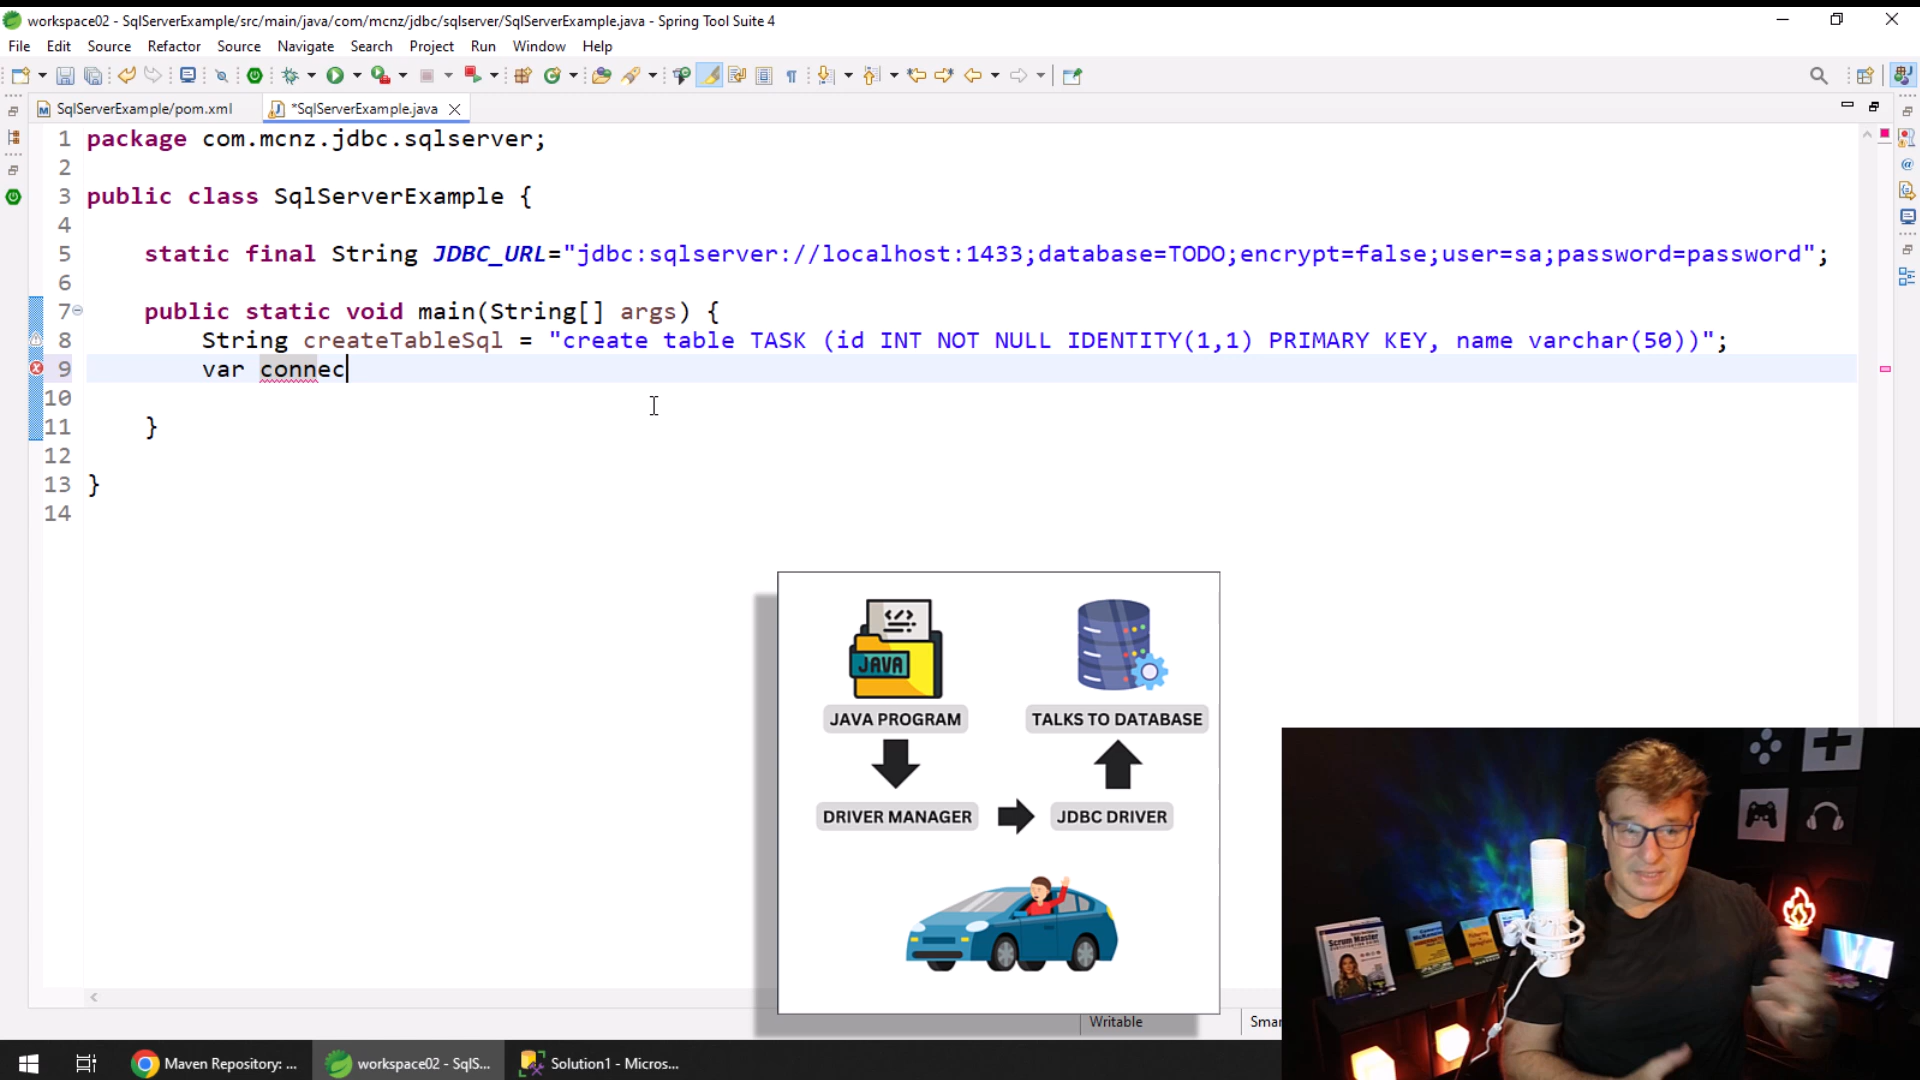 workspace02 - SqlServerExample/src/main/java/com/mcnz/jdbc/sqlserver/SqlServerExample.java - Spring Tool Suite 4
File Edit Source Refactor Source Navigate Search Project Run Window Help
SqlServerExample/pom.xml *SqlServerExample.java
1 package com.mcnz.jdbc.sqlserver;
2
3 public class SqlServerExample {
4
5 static final String JDBC_URL="jdbc:sqlserver://localhost:1433;database=TODO;encrypt=false;user=sa;password=password";
6
7 public static void main(String[] args) {
8 String createTableSql = "create table TASK (id INT NOT NULL IDENTITY(1,1) PRIMARY KEY, name varchar(50))";
9 var connec
10
11 }
12
13 }
14
JAVA
JAVA PROGRAM TALKS TO DATABASE
DRIVER MANAGER JDBC DRIVER
Scrum Master
Writable Smar
Maven Repository: ... workspace02 - SqlS... Solution1 - Micros...